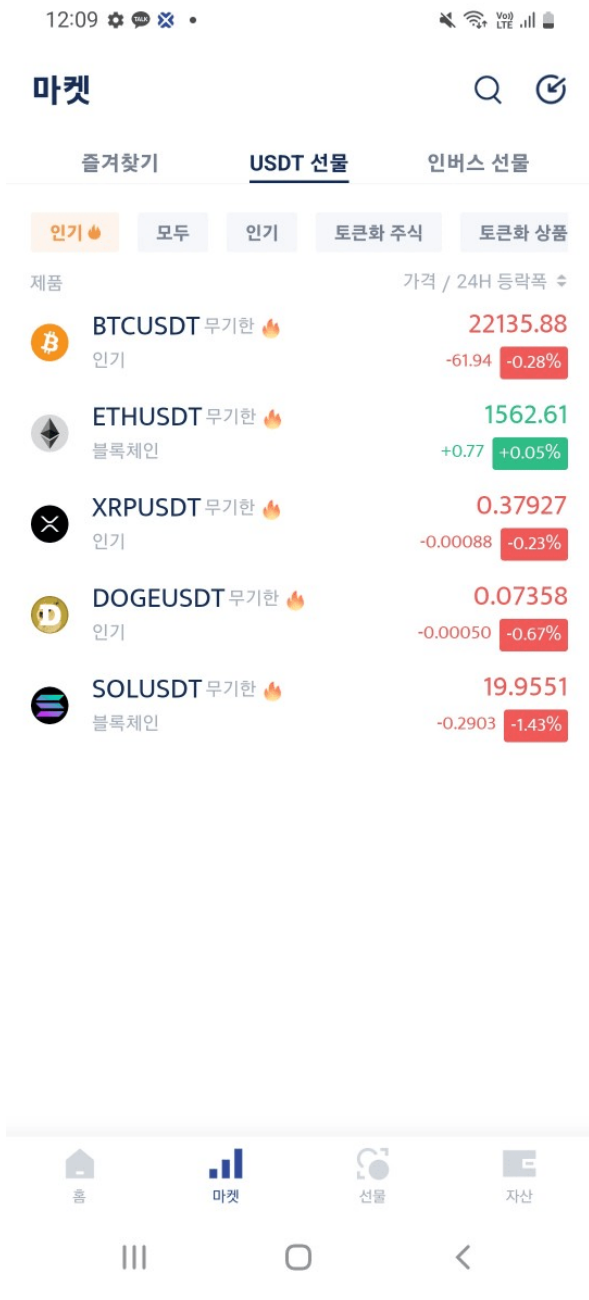 12:09
마켓
즐겨찾기 USDT 선물 인버스 선물
인기 모두 인기 토큰화 주식 토큰화 상품
제품 가격 / 24H 등락폭
BTCUSDT 무기한 22135.88
인기 -61.94 -0.28%
ETHUSDT 무기한 1562.61
블록체인 +0.77 +0.05%
XRPUSDT 무기한 0.37927
인기 -0.00088 -0.23%
DOGEUSDT 무기한 0.07358
인기 -0.00050 -0.67%
SOLUSDT 무기한 19.9551
블록체인 -0.2903 -1.43%
홈 마켓 선물 자산